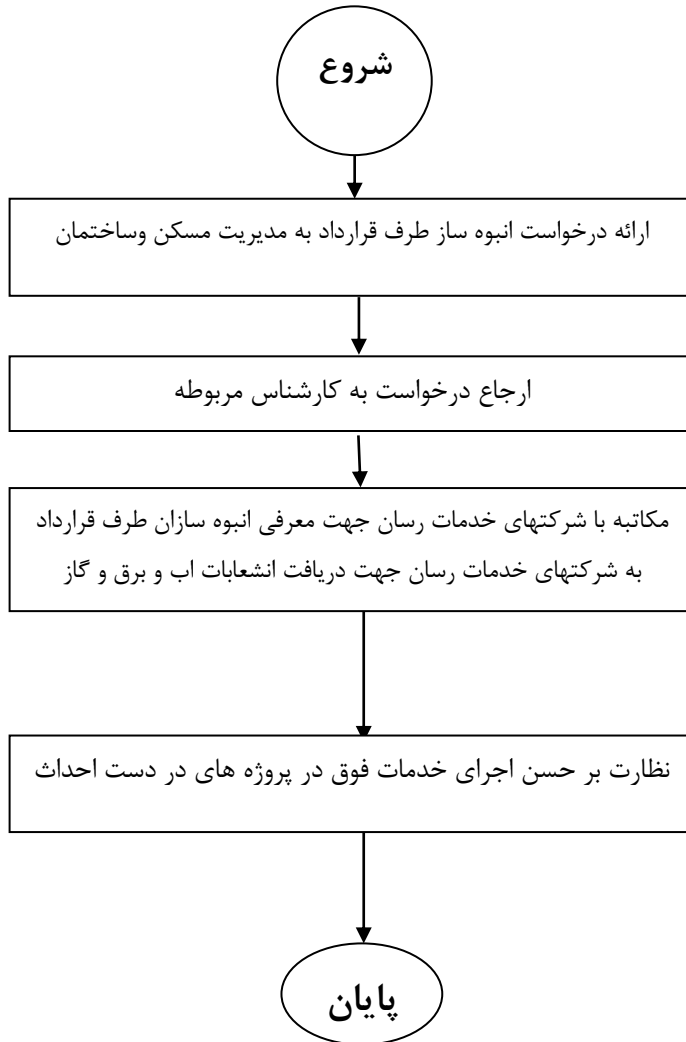 شروع
ارائه درخواست انبوه ساز طرف قرارداد به مدیریت مسکن وساختمان
ارجاع درخواست به کارشناس مربوطه
مکاتبه با شرکتهای خدمات رسان جهت معرفی انبوه سازان طرف قرارداد
به شرکتهای خدمات رسان جهت دریافت انشعابات اب و برق و گاز
نظارت بر حسن اجرای خدمات فوق در پروژه های در دست احداث
پایان